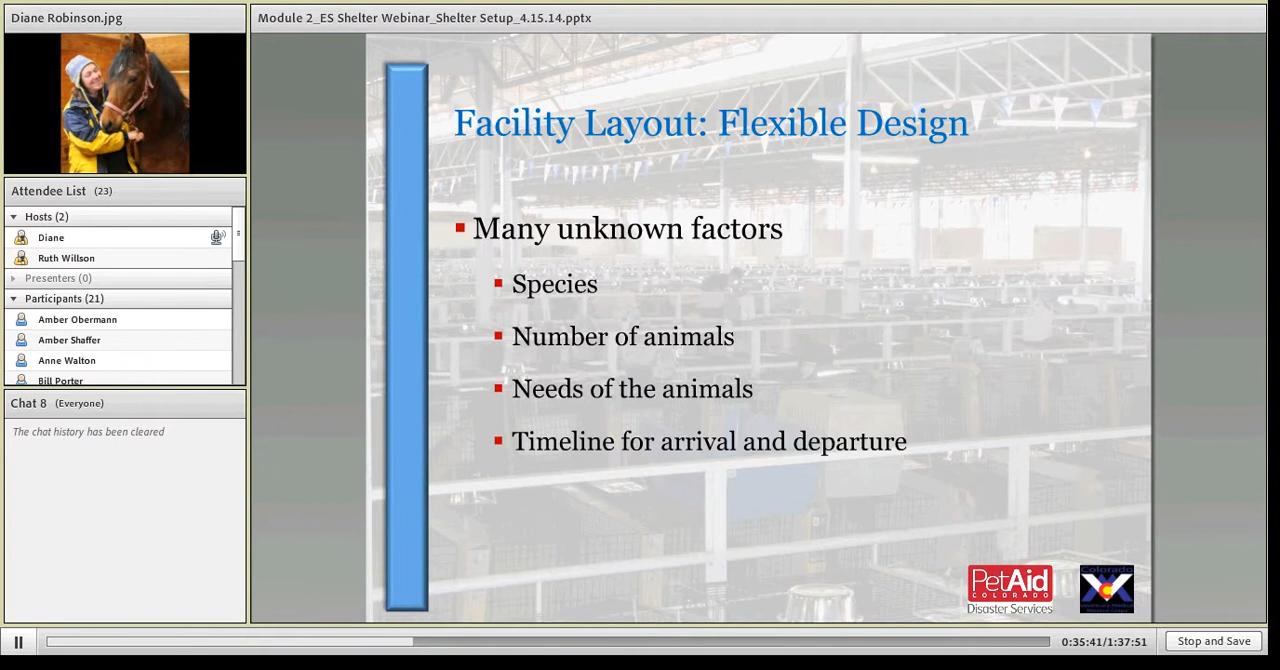 Diane Robinson.jpg
Module 2_ES Shelter Webinar_Shelter Setup_4.15.14.pptx
Attendee List (23)
Hosts (2)
Diane
Ruth Willson
Presenters (0)
Participants (21)
Amber Obermann
Amber Shaffer
Anne Walton
Bill Porter
Chat 8 (Everyone)
The chat history has been cleared
Facility Layout: Flexible Design
Many unknown factors
Species
Number of animals
Needs of the animals
Timeline for arrival and departure
PetAid
COLORADO
Disaster Services
Colorado
0:35:41/1:37:51
Stop and Save